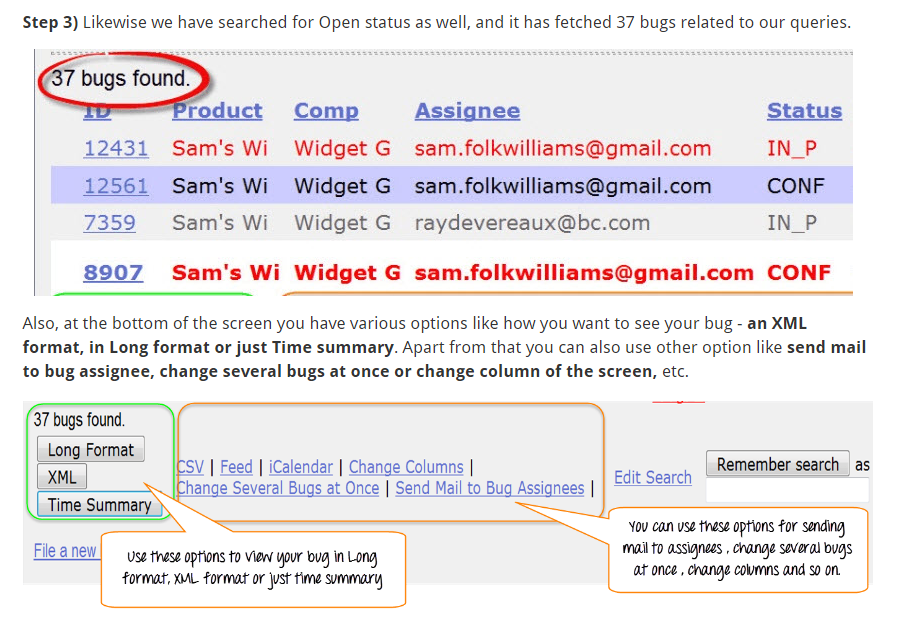 Step 3) Likewise we have searched for Open status as well, and it has fetched 37 bugs related to our queries.
37 bugs found.
ID Product Comp Assignee Status
12431 Sam's Wi Widget G sam.folkwilliams@gmail.com IN_P
12561 Sam's Wi Widget G sam.folkwilliams@gmail.com CONF
7359 Sam's Wi Widget G raydevereaux@bc.com IN_P
8907 Sam's Wi Widget G sam.folkwilliams@gmail.com CONF
Also, at the bottom of the screen you have various options like how you want to see your bug - an XML
format, in Long format or just Time summary. Apart from that you can also use other option like send mail
to bug assignee, change several bugs at once or change column of the screen, etc.
37 bugs found.
Long Format
XML
Time Summary
CSV | Feed | iCalendar | Change Columns |
Change Several Bugs at Once | Send Mail to Bug Assignees |
Edit Search
Remember search as
File a new
Use these options to view your bug in Long
format, XML format or just time summary
You can use these options for sending
mail to assignees , change several bugs
at once , change columns and so on.